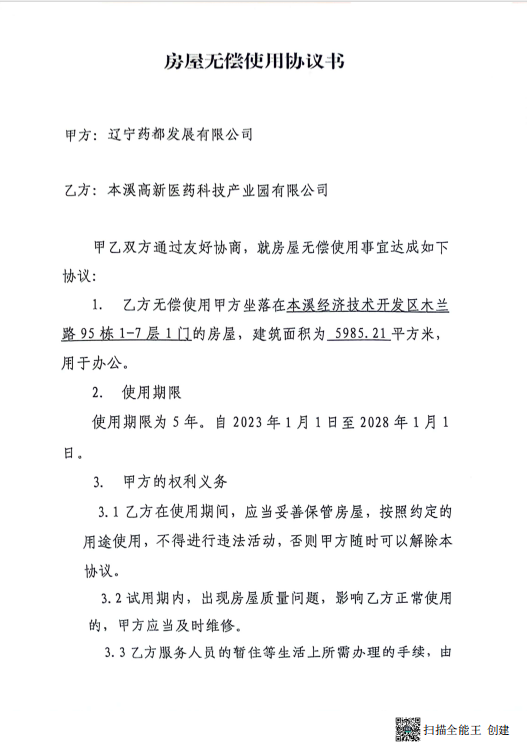 房屋无偿使用协议书
甲方：辽宁药都发展有限公司
乙方：本溪高新医药科技产业园有限公司
甲乙双方通过友好协商，就房屋无偿使用事宜达成如下
协议：
1. 乙方无偿使用甲方坐落在本溪经济技术开发区木兰
路 95 栋 1-7 层 1 门的房屋，建筑面积为 5985.21 平方米，
用于办公。
2. 使用期限
使用期限为 5 年。自 2023 年 1 月 1 日至 2028 年 1 月 1
日。
3. 甲方的权利义务
3.1 乙方在使用期间，应当妥善保管房屋，按照约定的
用途使用，不得进行违法活动，否则甲方随时可以解除本
协议。
3.2 试用期内，出现房屋质量问题，影响乙方正常使用
的，甲方应当及时维修。
3.3 乙方服务人员的暂住等生活上所需办理的手续，由
扫描全能王 创建